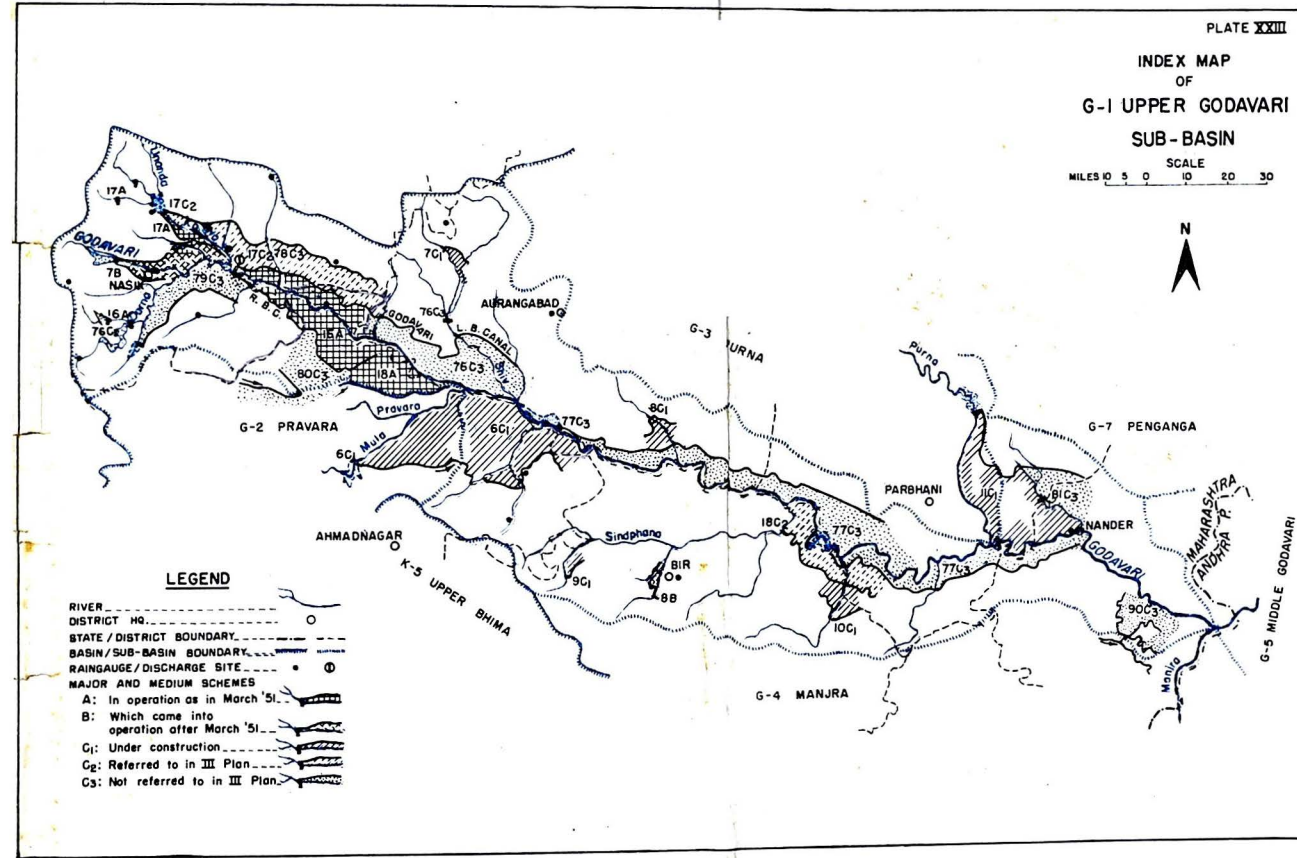 PLATE XXIII
INDEX MAP
OF
G-1 UPPER GODAVARI
SUB-BASIN
SCALE
MILES 10 5 0 10 20 30
N
Unanda
17A
17C2
17A
GODAVARI
7B
NASIK
79C3
17C2
78C3
7C1
16A
76C3
R.B.C.
16A
GODAVARI
L.B. CANAL
76C3
AURANGABAD
G-3 PURNA
80C3
18A
76C3
Shiv
Pravara
G-2 PRAVARA
Mula
6C1
6C1
77C3
8C1
Purna
G-7 PENGANGA
11C1
81C3
PARBHANI
NANDER
MAHARASHTRA
ANDHRA P.
AHMADNAGAR
K-5 UPPER BHIMA
Sindphana
18C2
77C3
77C3
GODAVARI
9C1
BIR
8B
10C1
90C3
Manjra
G-5 MIDDLE GODAVARI
G-4 MANJRA
LEGEND
RIVER
DISTRICT HQ.
STATE/DISTRICT BOUNDARY
BASIN/SUB-BASIN BOUNDARY
RAINGAUGE/DISCHARGE SITE
MAJOR AND MEDIUM SCHEMES
A: In operation as in March '51
B: Which came into
operation after March '51
C1: Under construction
C2: Referred to in III Plan
C3: Not referred to in III Plan